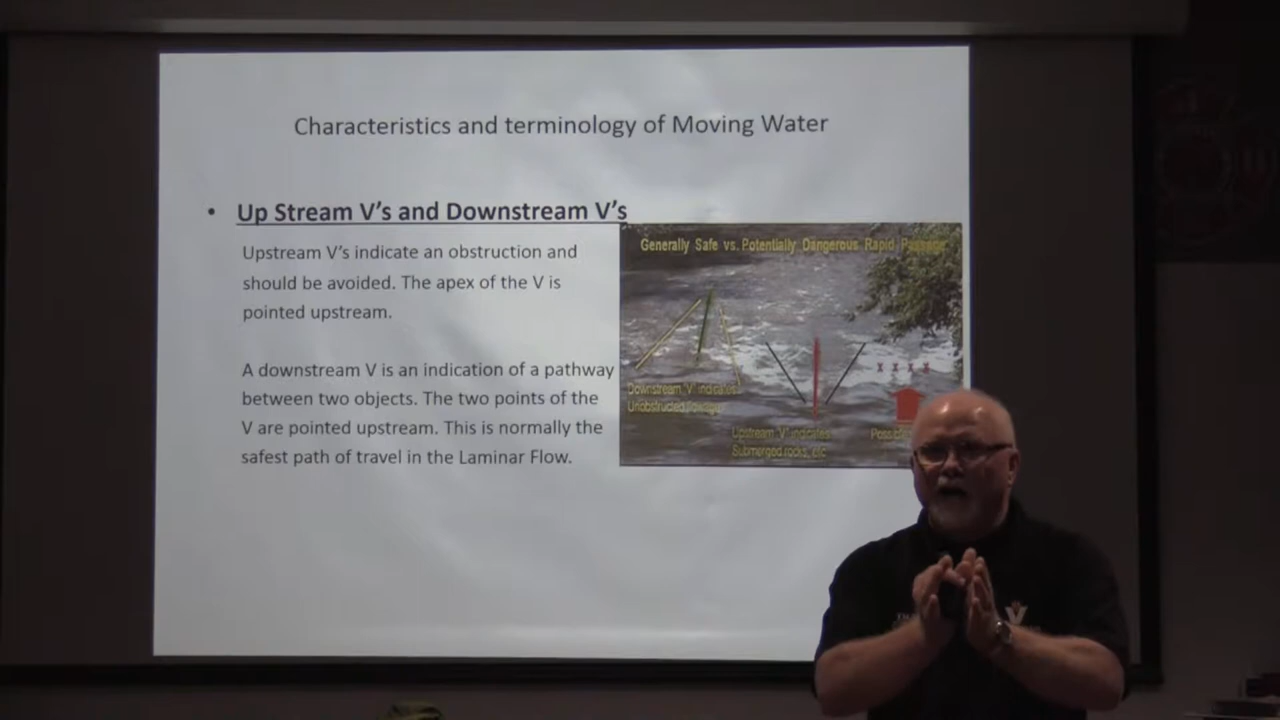 Characteristics and terminology of Moving Water
• Up Stream V's and Downstream V's
Upstream V's indicate an obstruction and
should be avoided. The apex of the V is
pointed upstream.
A downstream V is an indication of a pathway
between two objects. The two points of the
V are pointed upstream. This is normally the
safest path of travel in the Laminar Flow.
Generally Safe vs. Potentially Dangerous Rapid
Downstream "V" indicates
Unobstructed
x x x x
Upstream "V" indicates
Submerged rocks, etc